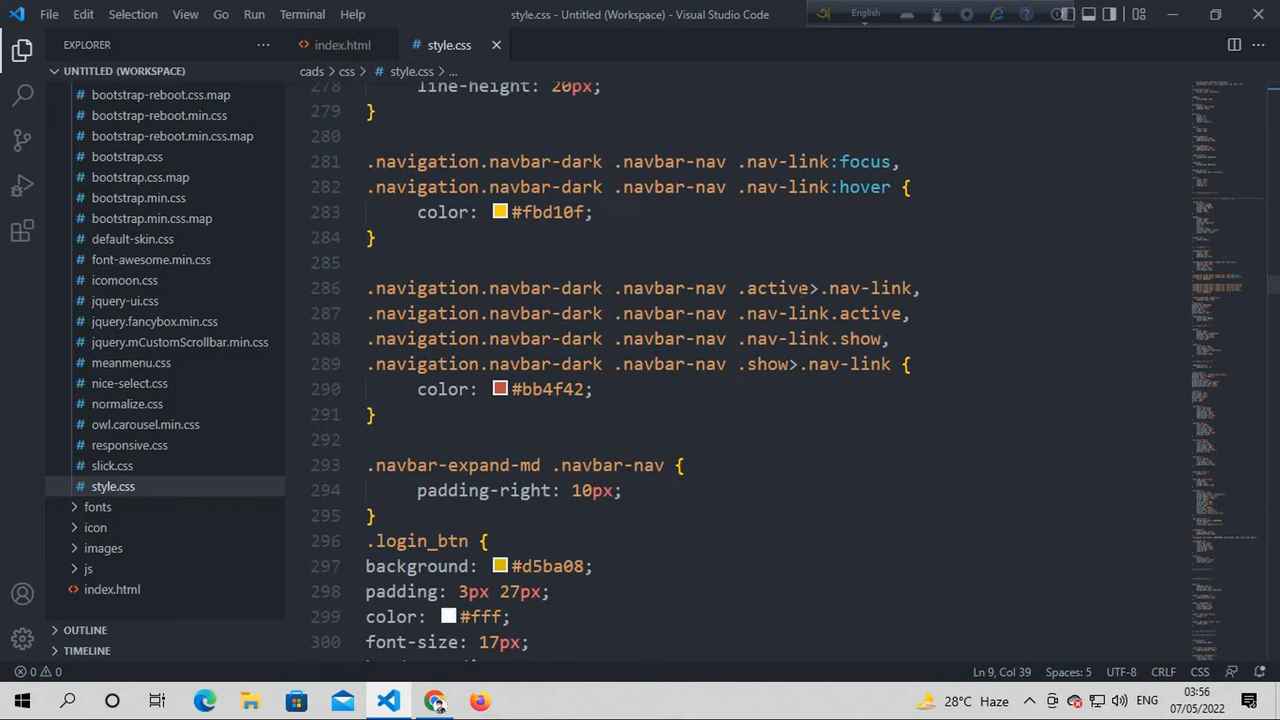 File Edit Selection View Go Run Terminal Help
style.css - Untitled (Workspace) - Visual Studio Code
English
EXPLORER
index.html
style.css
UNTITLED (WORKSPACE)
cads > css > # style.css > ...
bootstrap-reboot.css.map
bootstrap-reboot.min.css
bootstrap-reboot.min.css.map
bootstrap.css
bootstrap.css.map
bootstrap.min.css
bootstrap.min.css.map
default-skin.css
font-awesome.min.css
icomoon.css
jquery-ui.css
jquery.fancybox.min.css
jquery.mCustomScrollbar.min.css
meanmenu.css
nice-select.css
normalize.css
owl.carousel.min.css
responsive.css
slick.css
style.css
fonts
icon
images
js
index.html
OUTLINE
TIMELINE
278 line-height: 20px;
279 }
280
281 .navigation.navbar-dark .navbar-nav .nav-link:focus,
282 .navigation.navbar-dark .navbar-nav .nav-link:hover {
283 color: #fbd10f;
284 }
285
286 .navigation.navbar-dark .navbar-nav .active>.nav-link,
287 .navigation.navbar-dark .navbar-nav .nav-link.active,
288 .navigation.navbar-dark .navbar-nav .nav-link.show,
289 .navigation.navbar-dark .navbar-nav .show>.nav-link {
290 color: #bb4f42;
291 }
292
293 .navbar-expand-md .navbar-nav {
294 padding-right: 10px;
295 }
296 .login_btn {
297 background: #d5ba08;
298 padding: 3px 27px;
299 color: #fff;
300 font-size: 17px;
0 0
Ln 9, Col 39 Spaces: 5 UTF-8 CRLF CSS
28°C Haze
ENG
03:56
07/05/2022